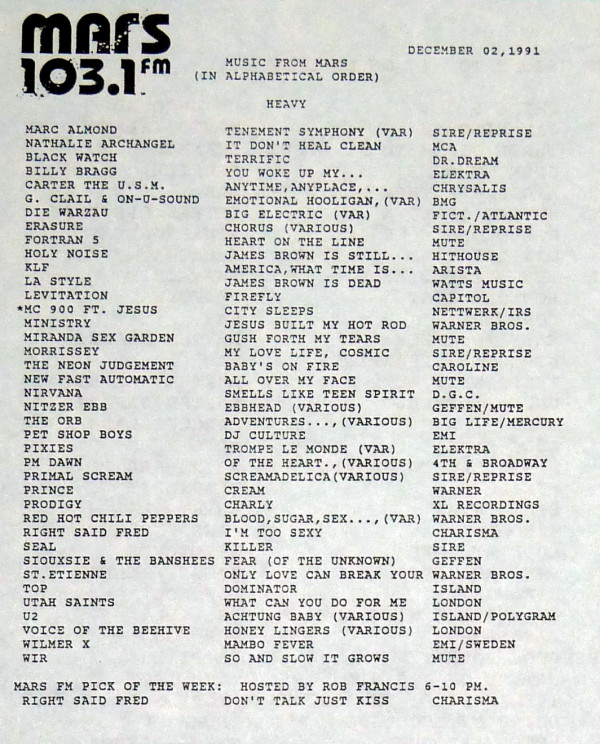 MARS
103.1 FM
DECEMBER 02,1991
MUSIC FROM MARS
(IN ALPHABETICAL ORDER)
HEAVY
MARC ALMOND TENEMENT SYMPHONY (VAR) SIRE/REPRISE
NATHALIE ARCHANGEL IT DON'T HEAL CLEAN MCA
BLACK WATCH TERRIFIC DR.DREAM
BILLY BRAGG YOU WOKE UP MY... ELEKTRA
CARTER THE U.S.M. ANYTIME,ANYPLACE,... CHRYSALIS
G. CLAIL & ON-U-SOUND EMOTIONAL HOOLIGAN,(VAR) BMG
DIE WARZAU BIG ELECTRIC (VAR) FICT./ATLANTIC
ERASURE CHORUS (VARIOUS) SIRE/REPRISE
FORTRAN 5 HEART ON THE LINE MUTE
HOLY NOISE JAMES BROWN IS STILL... HITHOUSE
KLF AMERICA,WHAT TIME IS... ARISTA
LA STYLE JAMES BROWN IS DEAD WATTS MUSIC
LEVITATION FIREFLY CAPITOL
*MC 900 FT. JESUS CITY SLEEPS NETTWERK/IRS
MINISTRY JESUS BUILT MY HOT ROD WARNER BROS.
MIRANDA SEX GARDEN GUSH FORTH MY TEARS MUTE
MORRISSEY MY LOVE LIFE, COSMIC SIRE/REPRISE
THE NEON JUDGEMENT BABY'S ON FIRE CAROLINE
NEW FAST AUTOMATIC ALL OVER MY FACE MUTE
NIRVANA SMELLS LIKE TEEN SPIRIT D.G.C.
NITZER EBB EBBHEAD (VARIOUS) GEFFEN/MUTE
THE ORB ADVENTURES...,(VARIOUS) BIG LIFE/MERCURY
PET SHOP BOYS DJ CULTURE EMI
PIXIES TROMPE LE MONDE (VAR) ELEKTRA
PM DAWN OF THE HEART.,(VARIOUS) 4TH & BROADWAY
PRIMAL SCREAM SCREAMADELICA(VARIOUS) SIRE/REPRISE
PRINCE CREAM WARNER
PRODIGY CHARLY XL RECORDINGS
RED HOT CHILI PEPPERS BLOOD,SUGAR,SEX...,(VAR) WARNER BROS.
RIGHT SAID FRED I'M TOO SEXY CHARISMA
SEAL KILLER SIRE
SIOUXSIE & THE BANSHEES FEAR (OF THE UNKNOWN) GEFFEN
ST.ETIENNE ONLY LOVE CAN BREAK YOUR WARNER BROS.
TOP DOMINATOR ISLAND
UTAH SAINTS WHAT CAN YOU DO FOR ME LONDON
U2 ACHTUNG BABY (VARIOUS) ISLAND/POLYGRAM
VOICE OF THE BEEHIVE HONEY LINGERS (VARIOUS) LONDON
WILMER X MAMBO FEVER EMI/SWEDEN
WIR SO AND SLOW IT GROWS MUTE
MARS FM PICK OF THE WEEK: HOSTED BY ROB FRANCIS 6-10 PM.
RIGHT SAID FRED DON'T TALK JUST KISS CHARISMA